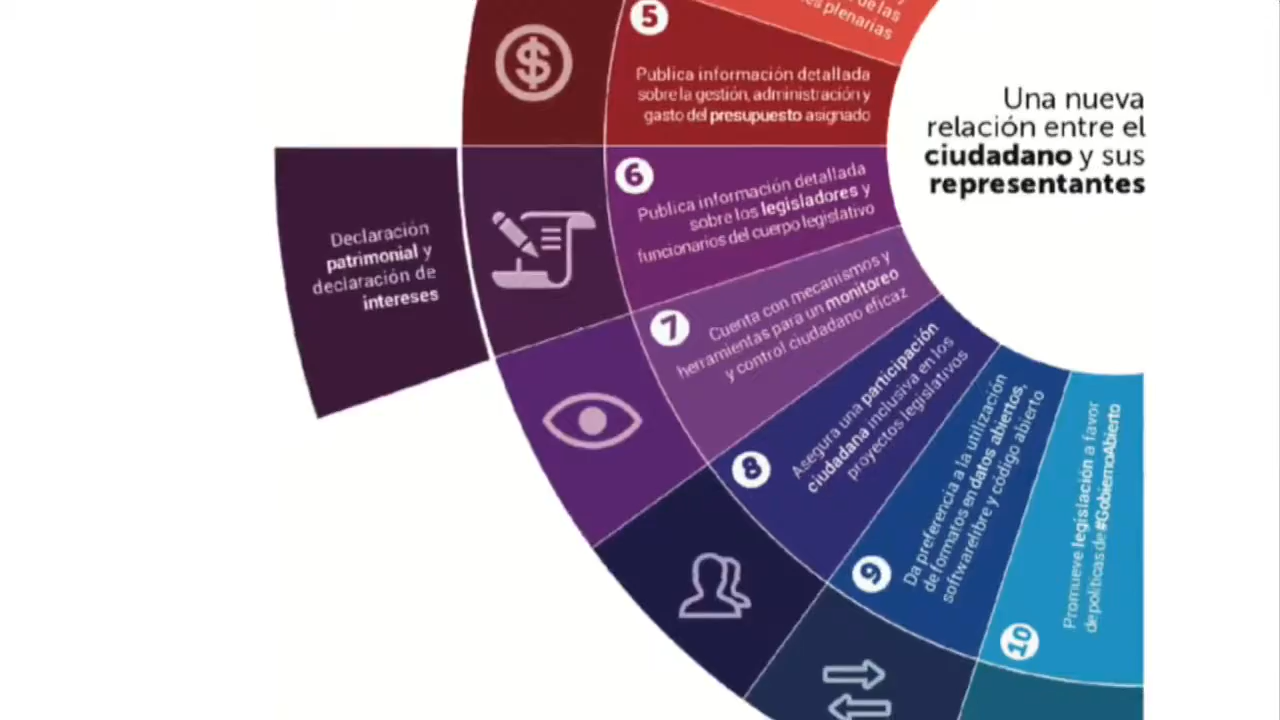 de las
es plenarias
5
Publica información detallada
sobre la gestión, administración y
gasto del presupuesto asignado
Una nueva
relación entre el
ciudadano y sus
representantes
6
Publica información detallada
sobre los legisladores y
funcionarios del cuerpo legislativo
Declaración
patrimonial y
declaración de
intereses
7
Cuenta con mecanismos y
herramientas para un monitoreo
y control ciudadano eficaz
8
Asegura una participación
ciudadana inclusiva en los
proyectos legislativos
9
Da preferencia a la utilización
de formatos en datos abiertos,
software libre y código abierto
10
Promueve legislación a favor
de políticas de #GobiernoAbierto